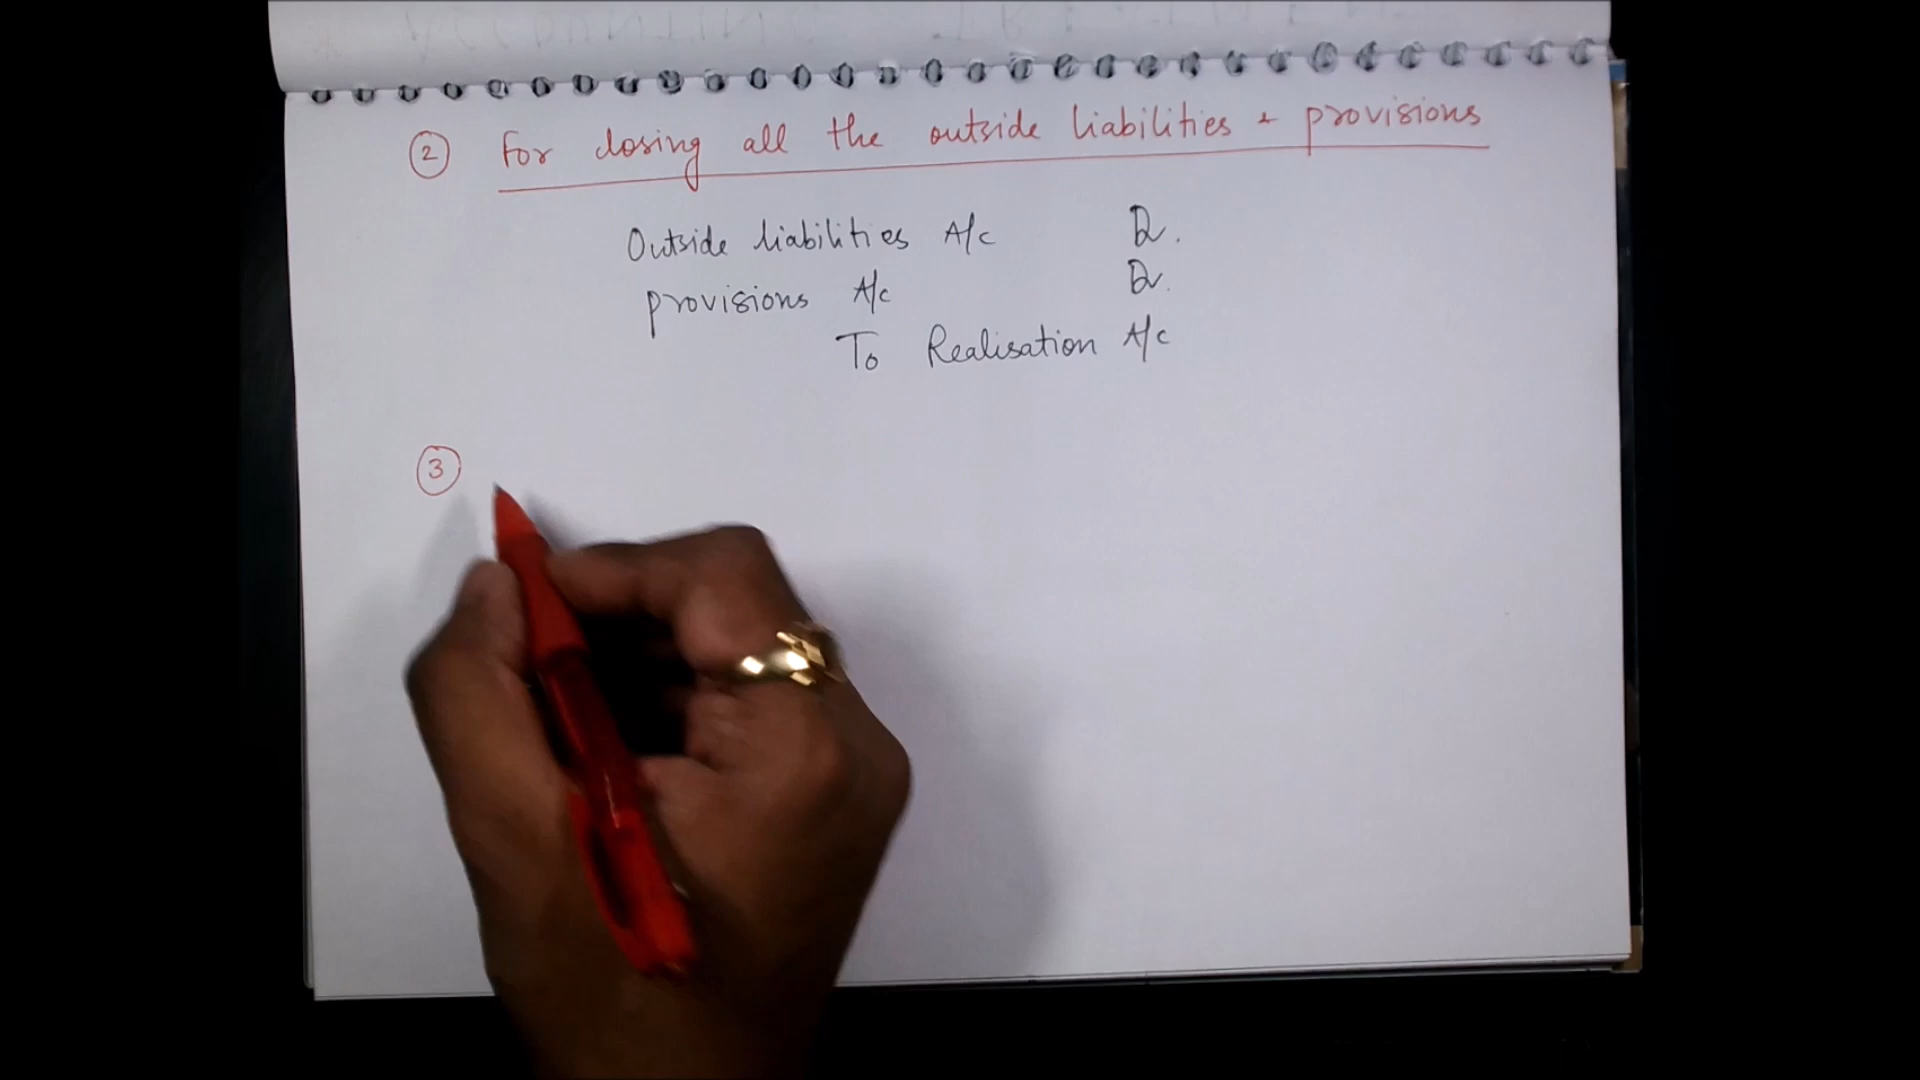 ② For closing all the outside liabilities & provisions
Outside liabilities A/c Dr.
provisions A/c Dr.
To Realisation A/c
③